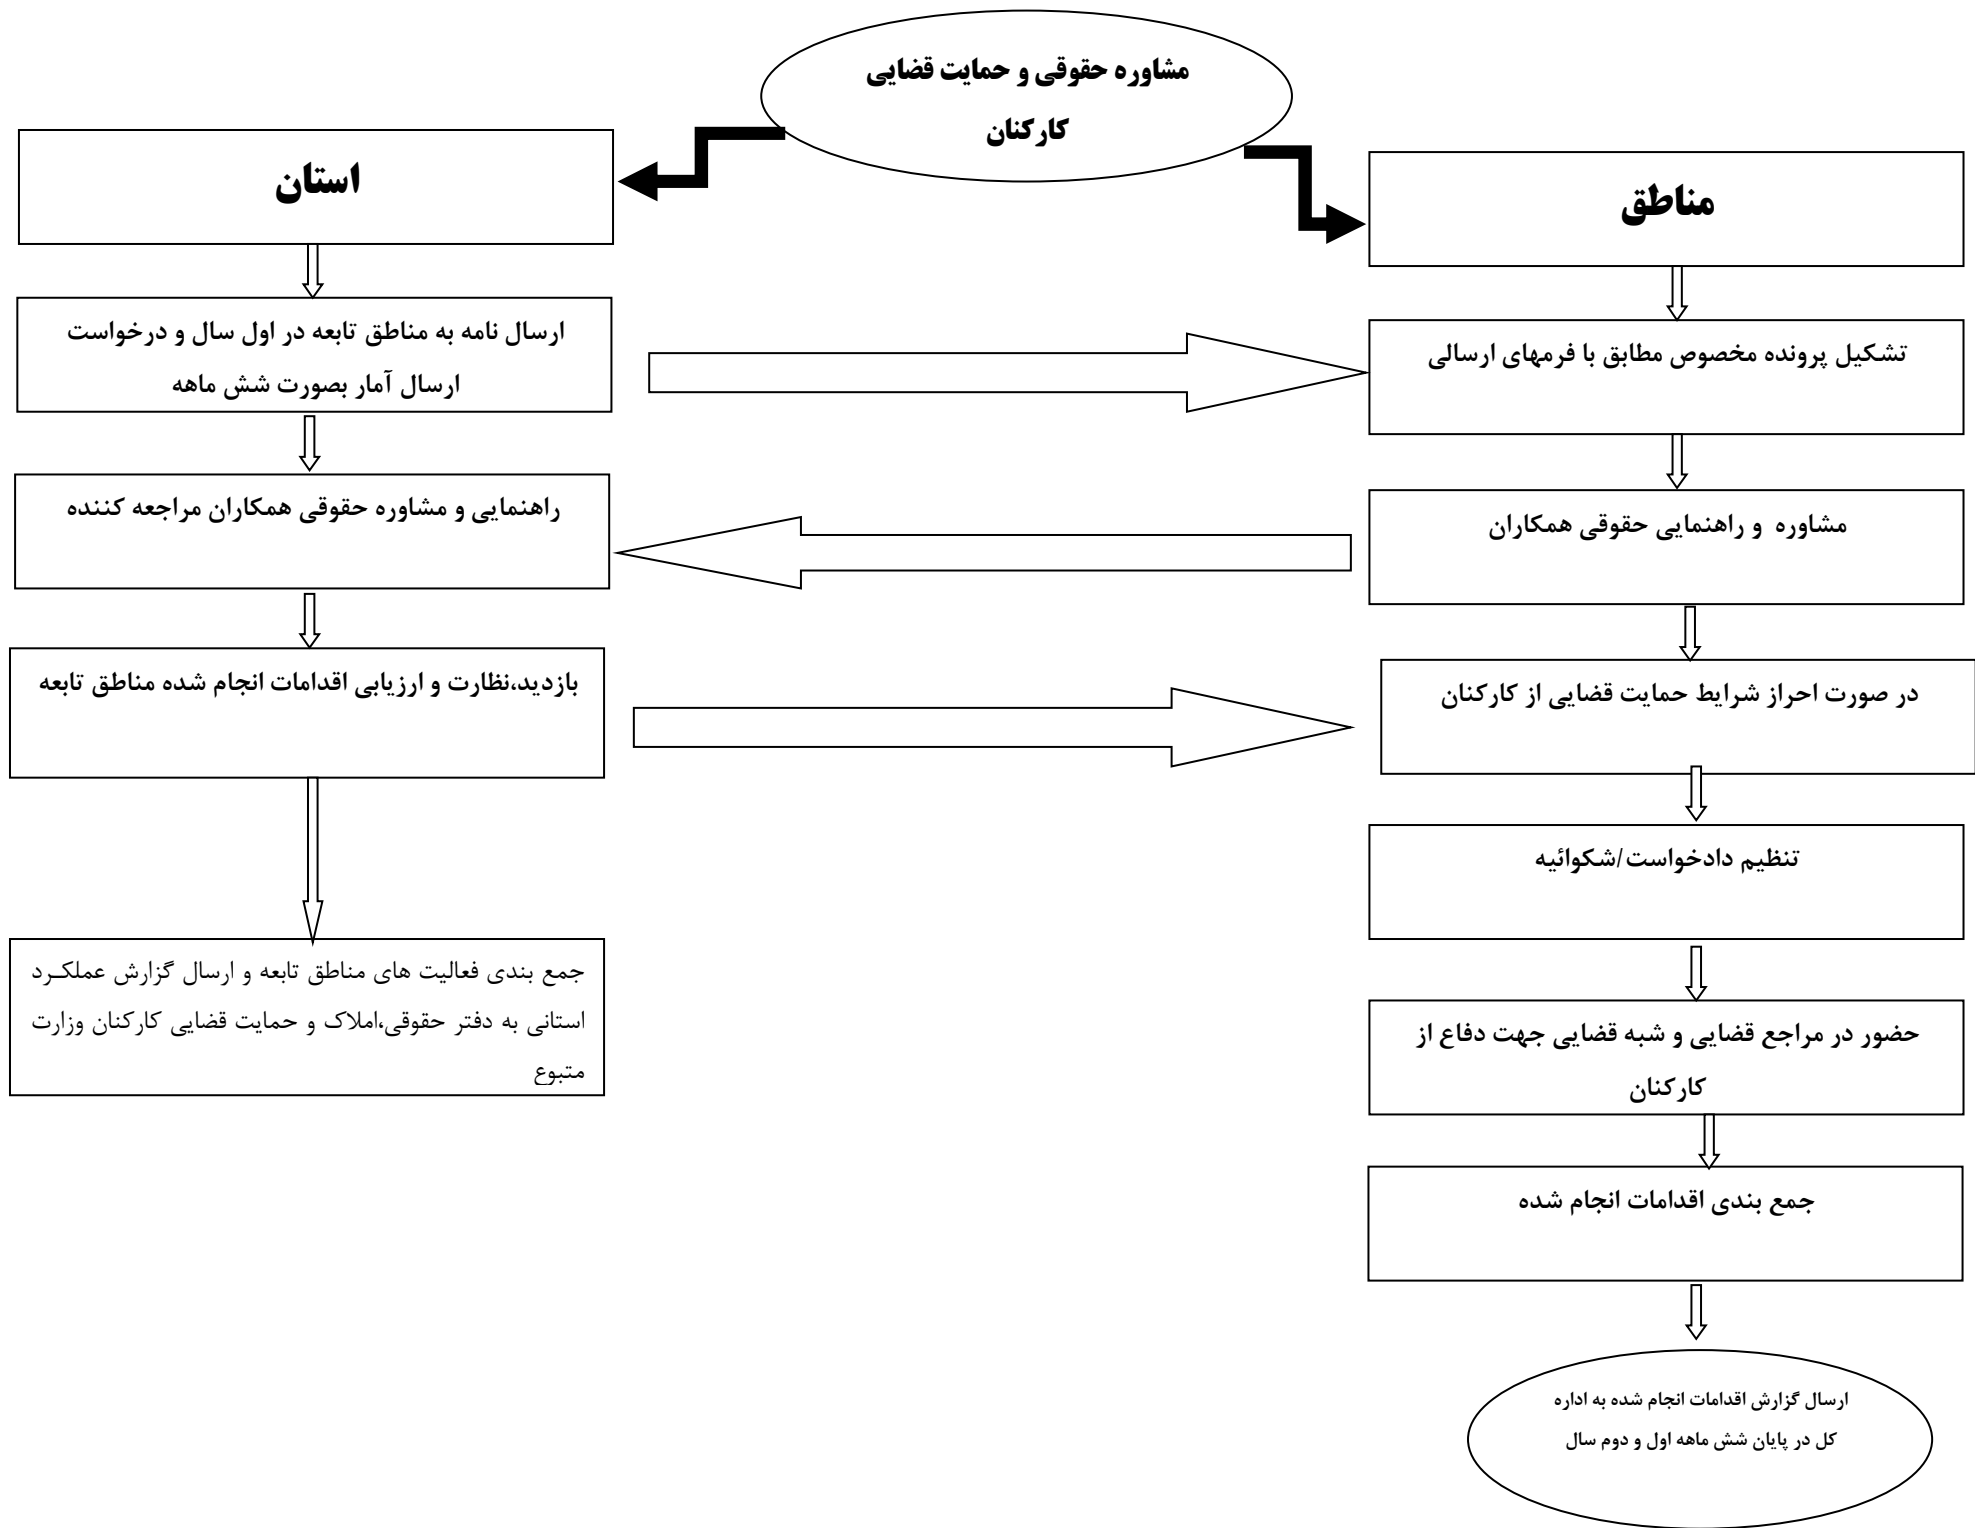 مشاوره حقوقی و حمایت قضایی
کارکنان
مناطق
تشکیل پرونده مخصوص مطابق با فرمهای ارسالی
مشاوره و راهنمایی حقوقی همکاران
در صورت احراز شرایط حمایت قضایی از کارکنان
تنظیم دادخواست/شکوائیه
حضور در مراجع قضایی و شبه قضایی جهت دفاع از
کارکنان
جمع بندی اقدامات انجام شده
ارسال گزارش اقدامات انجام شده به اداره
کل در پایان شش ماهه اول و دوم سال
استان
ارسال نامه به مناطق تابعه در اول سال و درخواست
ارسال آمار بصورت شش ماهه
راهنمایی و مشاوره حقوقی همکاران مراجعه کننده
بازدید،نظارت و ارزیابی اقدامات انجام شده مناطق تابعه
جمع بندی فعالیت های مناطق تابعه و ارسال گزارش عملکـرد
استانی به دفتر حقوقی،املاک و حمایت قضایی کارکنان وزارت
متبوع